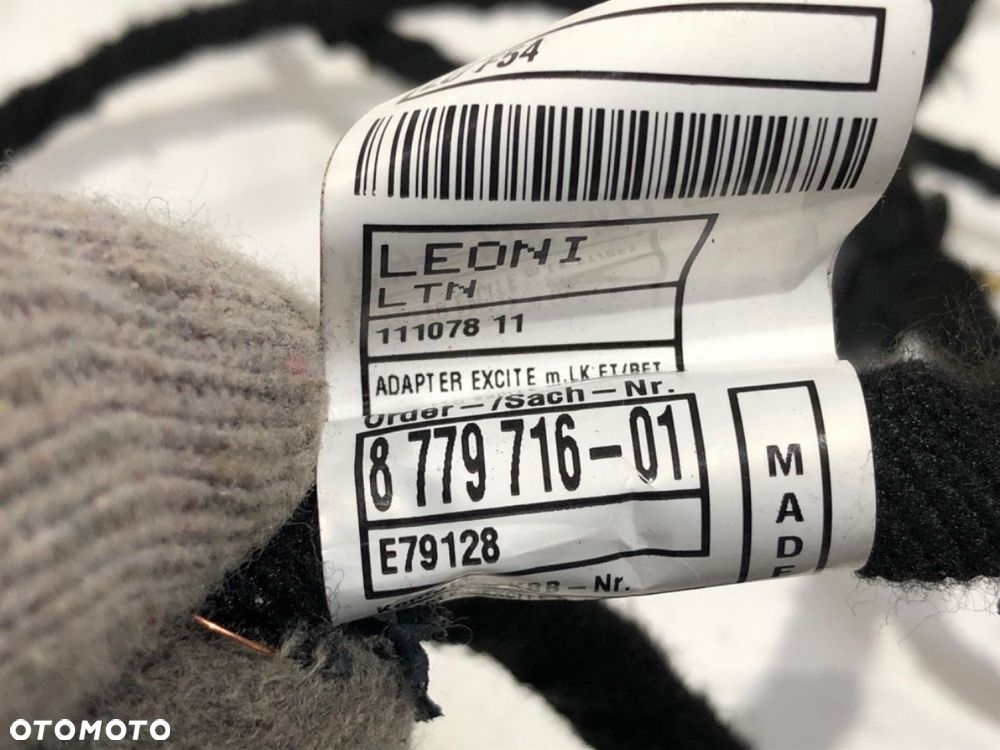 F54
LEONI
LTN
111078 11
ADAPTER EXCITE m.LK ET/BET
Order-/Sach-Nr.
8 779 716-01
E79128
-Nr.
MADE
OTOMOTO